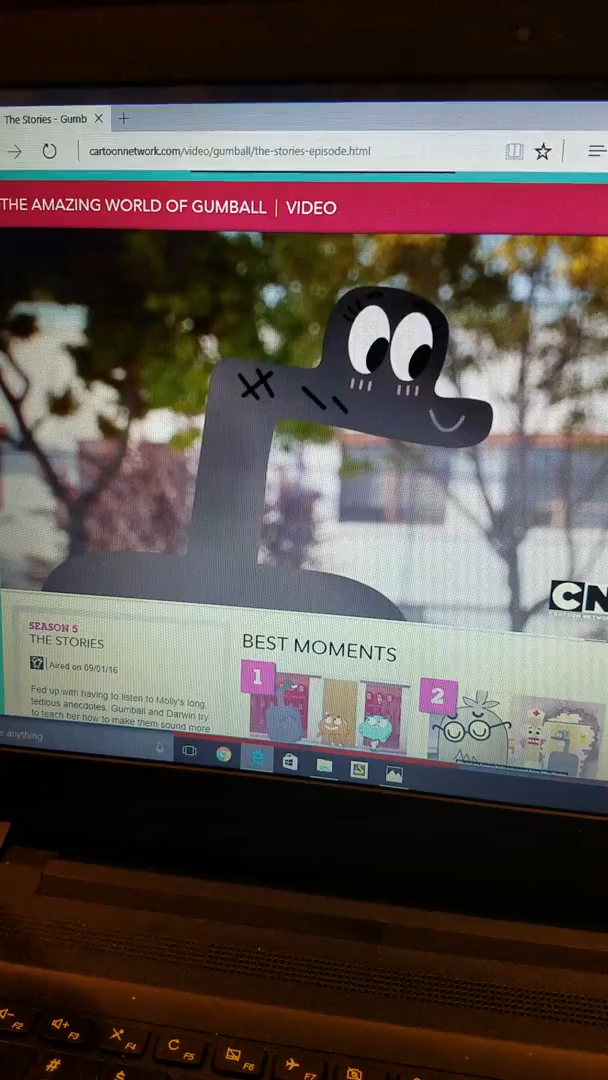 The Stories - Gumb
cartoonnetwork.com/video/gumball/the-stories-episode.html
THE AMAZING WORLD OF GUMBALL | VIDEO
CN
SEASON 5
THE STORIES
Aired on 09/01/16
Fed up with having to listen to Molly's long,
tedious anecdotes, Gumball and Darwin try
to teach her how to make them sound more
BEST MOMENTS
1
2
e anything
F2
F3
F4
C F5
F6
F7
#
$